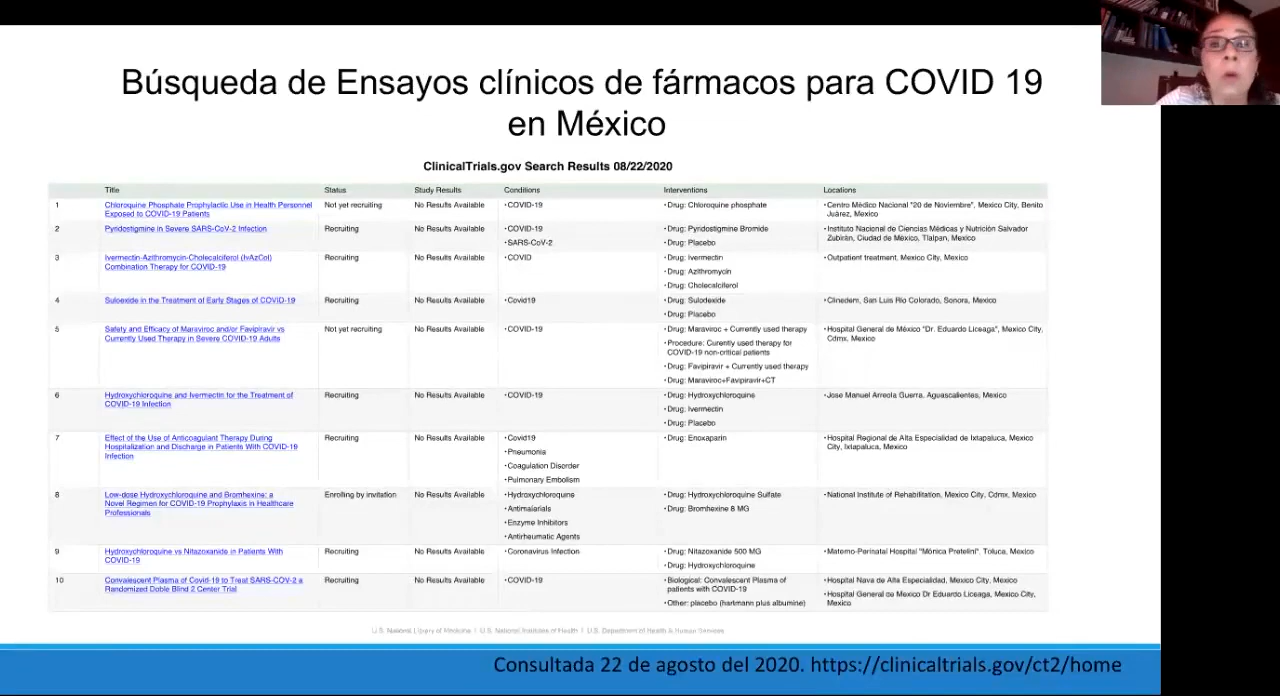 Búsqueda de Ensayos clínicos de fármacos para COVID 19
en México
ClinicalTrials.gov Search Results 08/22/2020
Title Status Study Results Conditions Interventions Locations
1 Chloroquine Phosphate Prophylactic Use in Health Personnel Not yet recruiting No Results Available •COVID-19 •Drug: Chloroquine phosphate •Centro Médico Nacional "20 de Noviembre", Mexico City, Benito
Exposed to COVID-19 Patients Juárez, Mexico
2 Pyridostigmine in Severe SARS-CoV-2 Infection Recruiting No Results Available •COVID-19 •Drug: Pyridostigmine Bromide •Instituto Nacional de Ciencias Médicas y Nutrición Salvador
•SARS-CoV-2 •Drug: Placebo Zubirán, Ciudad de México, Tlalpan, Mexico
3 Ivermectin-Azithromycin-Cholecalciferol (IvAzCol) Recruiting No Results Available •COVID •Drug: Ivermectin •Outpatient treatment, Mexico City, Mexico
Combination Therapy for COVID-19 •Drug: Azithromycin
•Drug: Cholecalciferol
4 Suloexide in the Treatment of Early Stages of COVID-19 Recruiting No Results Available •Covid19 •Drug: Sulodexide •Clinedem, San Luis Río Colorado, Sonora, Mexico
•Drug: Placebo
5 Safety and Efficacy of Maraviroc and/or Favipiravir vs Not yet recruiting No Results Available •COVID-19 •Drug: Maraviroc + Currently used therapy •Hospital General de México "Dr. Eduardo Liceaga", Mexico City,
Currently Used Therapy in Severe COVID-19 Adults •Procedure: Curently used therapy for Cdmx, Mexico
COVID-19 non-critical patients
•Drug: Favipiravir + Currently used therapy
•Drug: Maraviroc+Favipiravir+CT
6 Hydroxychloroquine and Ivermectin for the Treatment of Recruiting No Results Available •COVID-19 •Drug: Hydroxychloroquine •Jose Manuel Arreola Guerra, Aguascalientes, Mexico
COVID-19 Infection •Drug: Ivermectin
•Drug: Placebo
7 Effect of the Use of Anticoagulant Therapy During Recruiting No Results Available •Covid19 •Drug: Enoxaparin •Hospital Regional de Alta Especialidad de Ixtapaluca, Mexico
Hospitalization and Discharge in Patients With COVID-19 •Pneumonia City, Ixtapaluca, Mexico
Infection •Coagulation Disorder
•Pulmonary Embolism
8 Low-dose Hydroxychloroquine and Bromhexine: a Enrolling by invitation No Results Available •Hydroxychloroquine •Drug: Hydroxychloroquine Sulfate •National Institute of Rehabilitation, Mexico City, Cdmx, Mexico
Novel Regimen for COVID-19 Prophylaxis in Healthcare •Antimalarials •Drug: Bromhexine 8 MG
Professionals •Enzyme Inhibitors
•Antirheumatic Agents
9 Hydroxychloroquine vs Nitazoxanide in Patients With Recruiting No Results Available •Coronavirus Infection •Drug: Nitazoxanide 500 MG •Materno-Perinatal Hospital "Mónica Pretelini", Toluca, Mexico
COVID-19 •Drug: Hydroxychloroquine
10 Convalescent Plasma of Covid-19 to Treat SARS-COV-2 a Recruiting No Results Available •COVID-19 •Biological: Convalescent Plasma of •Hospital Nava de Alta Especialidad, Mexico City, Mexico
Randomized Doble Blind 2 Center Trial patients with COVID-19 •Hospital General de Mexico Dr Eduardo Liceaga, Mexico City,
•Other: placebo (hartmann plus albumine) Mexico
U.S. National Library of Medicine | U.S. National Institutes of Health | U.S. Department of Health & Human Services
Consultada 22 de agosto del 2020. https://clinicaltrials.gov/ct2/home